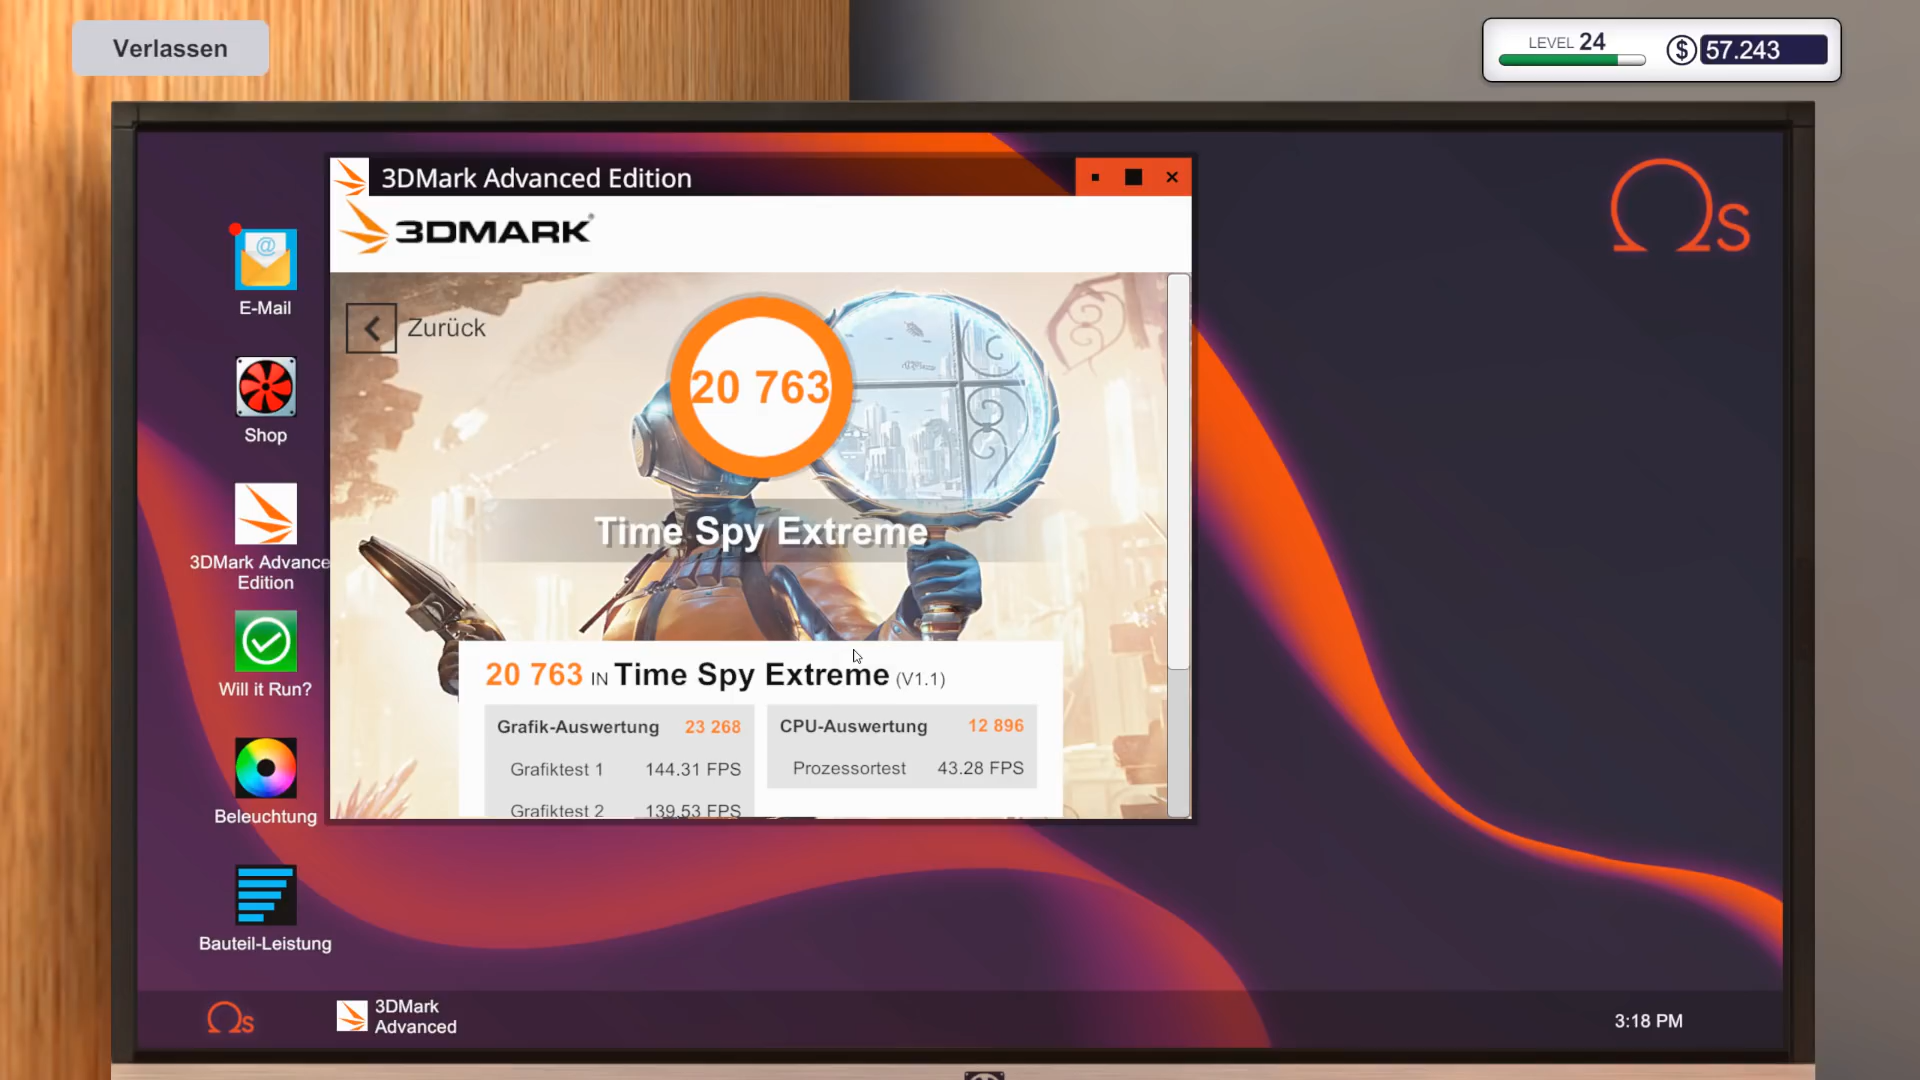 Verlassen
LEVEL 24
$ 57.243
3DMark Advanced Edition
3DMARK
Ωs
@
E-Mail
Zurück
20 763
Shop
Time Spy Extreme
3DMark Advance
Edition
Will it Run?
20 763 IN Time Spy Extreme (V1.1)
Grafik-Auswertung 23 268
CPU-Auswertung 12 896
Grafiktest 1 144.31 FPS
Prozessortest 43.28 FPS
Grafiktest 2 139.53 FPS
Beleuchtung
Bauteil-Leistung
Ωs
3DMark
Advanced
3:18 PM